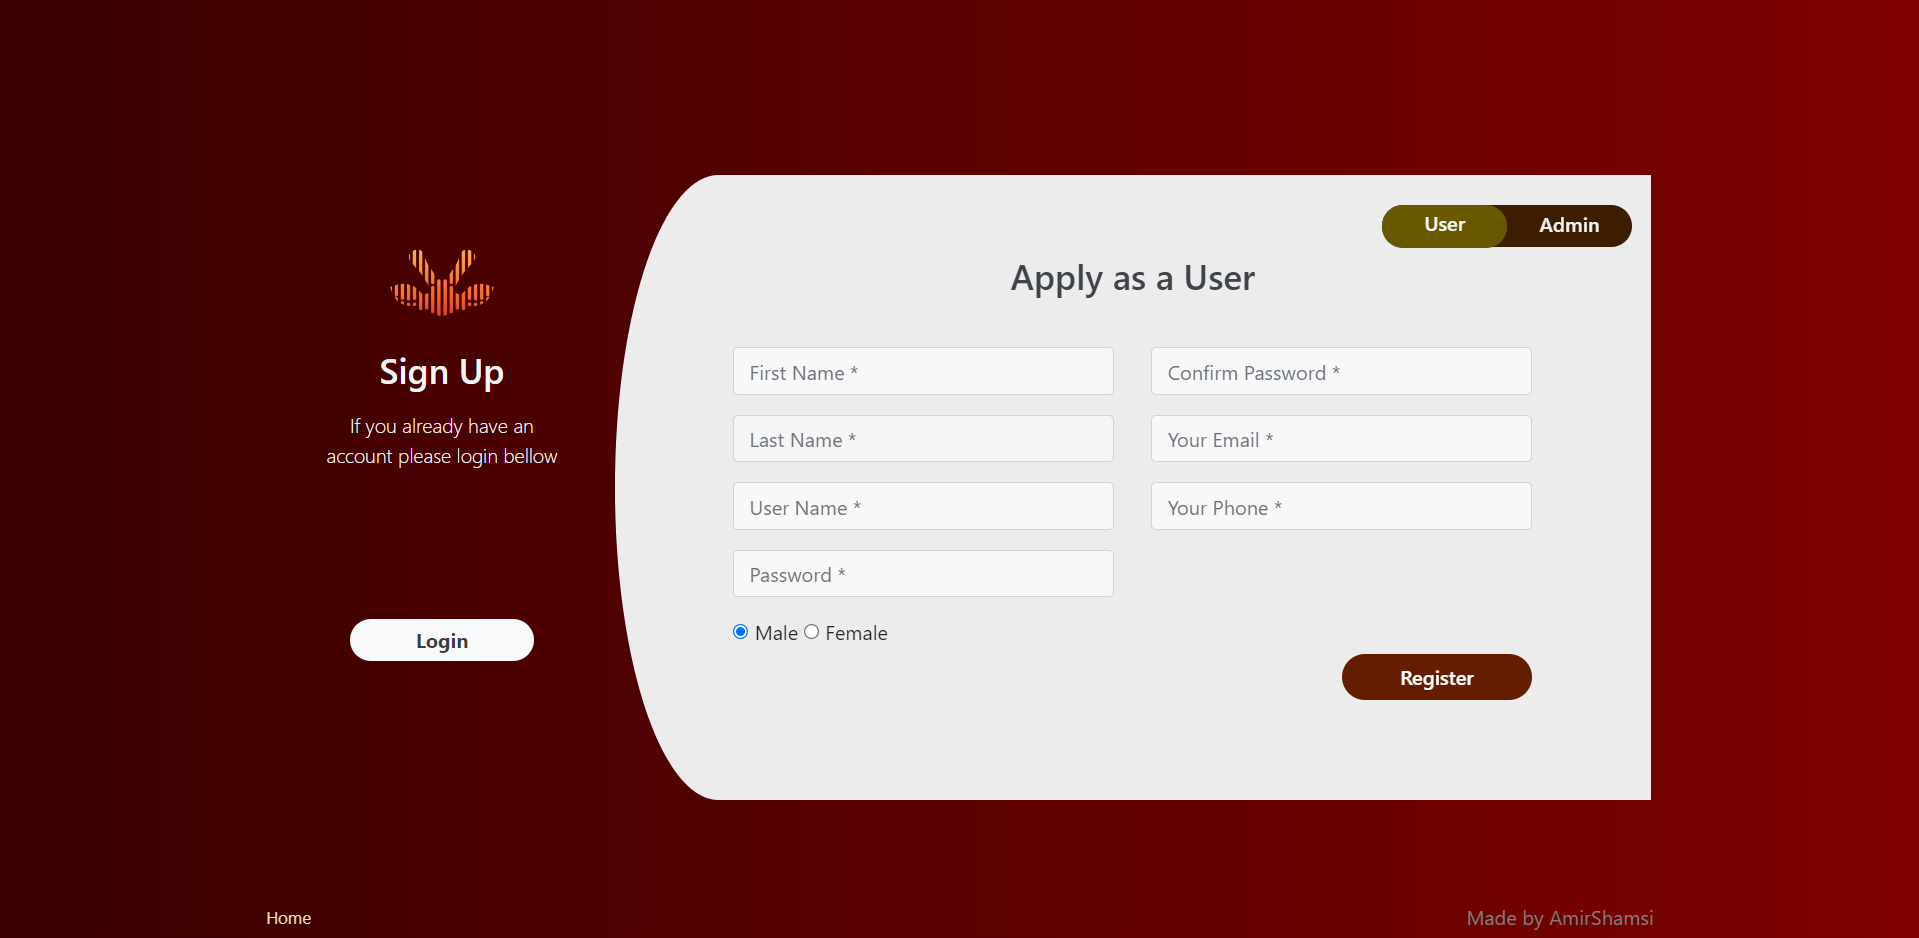 Sign Up
If you already have an
account please login bellow
Login
User
Admin
Apply as a User
First Name *
Confirm Password *
Last Name *
Your Email *
User Name *
Your Phone *
Password *
Male
Female
Register
Home
Made by AmirShamsi